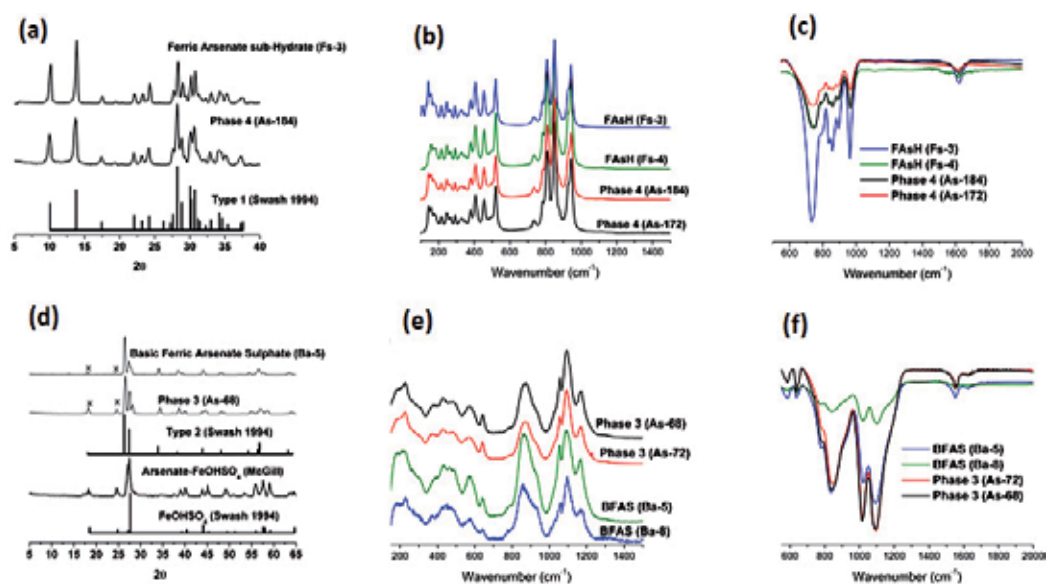 (a)
Ferric Arsenate sub-Hydrate (Fs-3)
Phase 4 (As-184)
Type 1 (Swash 1994)
5 10 15 20 25 30 35 40
2θ
(b)
FAsH (Fs-3)
FAsH (Fs-4)
Phase 4 (As-184)
Phase 4 (As-172)
200 400 600 800 1000 1200 1400
Wavenumber (cm⁻¹)
(c)
FAsH (Fs-3)
FAsH (Fs-4)
Phase 4 (As-184)
Phase 4 (As-172)
600 800 1000 1200 1400 1600 1800 2000
Wavenumber (cm⁻¹)
(d)
Basic Ferric Arsenate Sulphate (Ba-5)
x x
Phase 3 (As-68)
x x
Type 2 (Swash 1994)
Arsenate-FeOHSO₄ (McGill)
FeOHSO₄ (Swash 1994)
5 10 15 20 25 30 35 40 45 50 55 60 65
2θ
(e)
Phase 3 (As-68)
Phase 3 (As-72)
BFAS (Ba-5)
BFAS (Ba-8)
200 400 600 800 1000 1200 1400
Wavenumber (cm⁻¹)
(f)
BFAS (Ba-5)
BFAS (Ba-8)
Phase 3 (As-72)
Phase 3 (As-68)
600 800 1000 1200 1400 1600 1800 2000
Wavenumber (cm⁻¹)